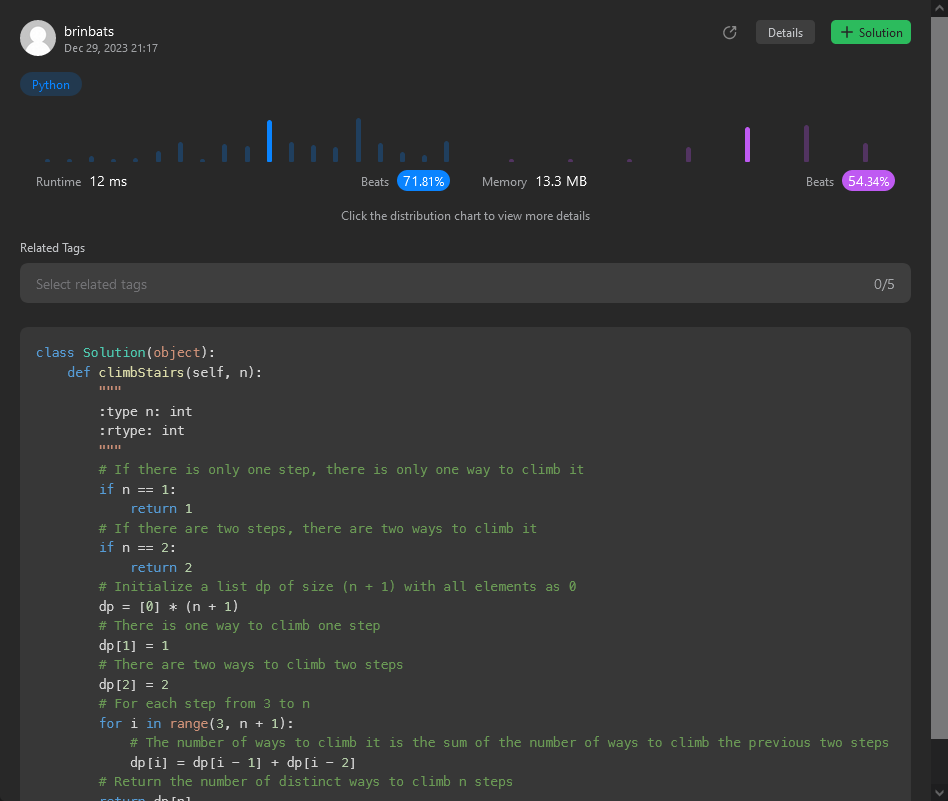 brinbats
Dec 29, 2023 21:17
Details
Solution
Python
Runtime 12 ms
Beats 71.81%
Memory 13.3 MB
Beats 54.34%
Click the distribution chart to view more details
Related Tags
Select related tags
0/5
class Solution(object):
    def climbStairs(self, n):
        """
        :type n: int
        :rtype: int
        """
        # If there is only one step, there is only one way to climb it
        if n == 1:
            return 1
        # If there are two steps, there are two ways to climb it
        if n == 2:
            return 2
        # Initialize a list dp of size (n + 1) with all elements as 0
        dp = [0] * (n + 1)
        # There is one way to climb one step
        dp[1] = 1
        # There are two ways to climb two steps
        dp[2] = 2
        # For each step from 3 to n
        for i in range(3, n + 1):
            # The number of ways to climb it is the sum of the number of ways to climb the previous two steps
            dp[i] = dp[i - 1] + dp[i - 2]
        # Return the number of distinct ways to climb n steps
        return dp[n]